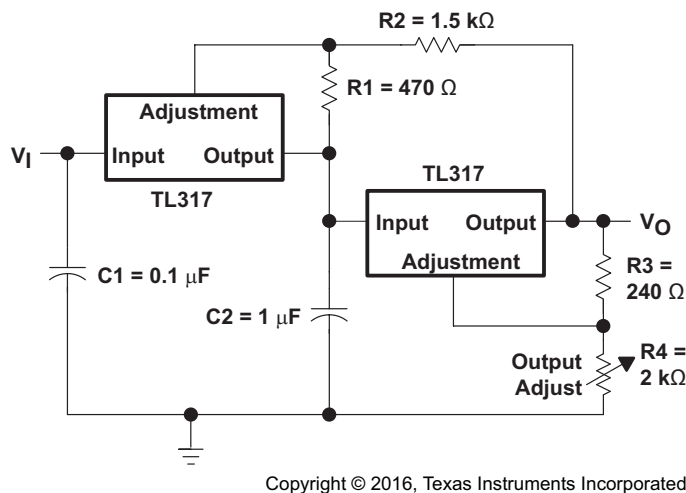 R2 = 1.5 kΩ
R1 = 470 Ω
Adjustment
VI
Input
Output
TL317
TL317
Input
Output
VO
Adjustment
C1 = 0.1 μF
R3 =
240 Ω
C2 = 1 μF
Output
Adjust
R4 =
2 kΩ
Copyright © 2016, Texas Instruments Incorporated